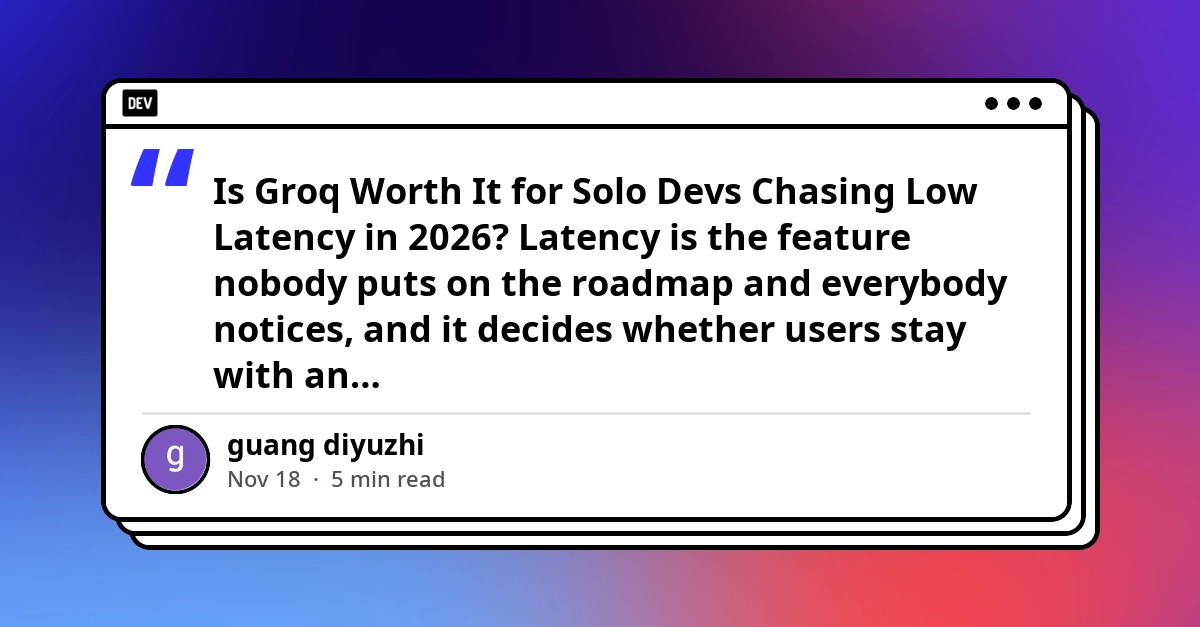 DEV
“
Is Groq Worth It for Solo Devs Chasing Low
Latency in 2026? Latency is the feature
nobody puts on the roadmap and everybody
notices, and it decides whether users stay
with an...
g
guang diyuzhi
Nov 18 · 5 min read